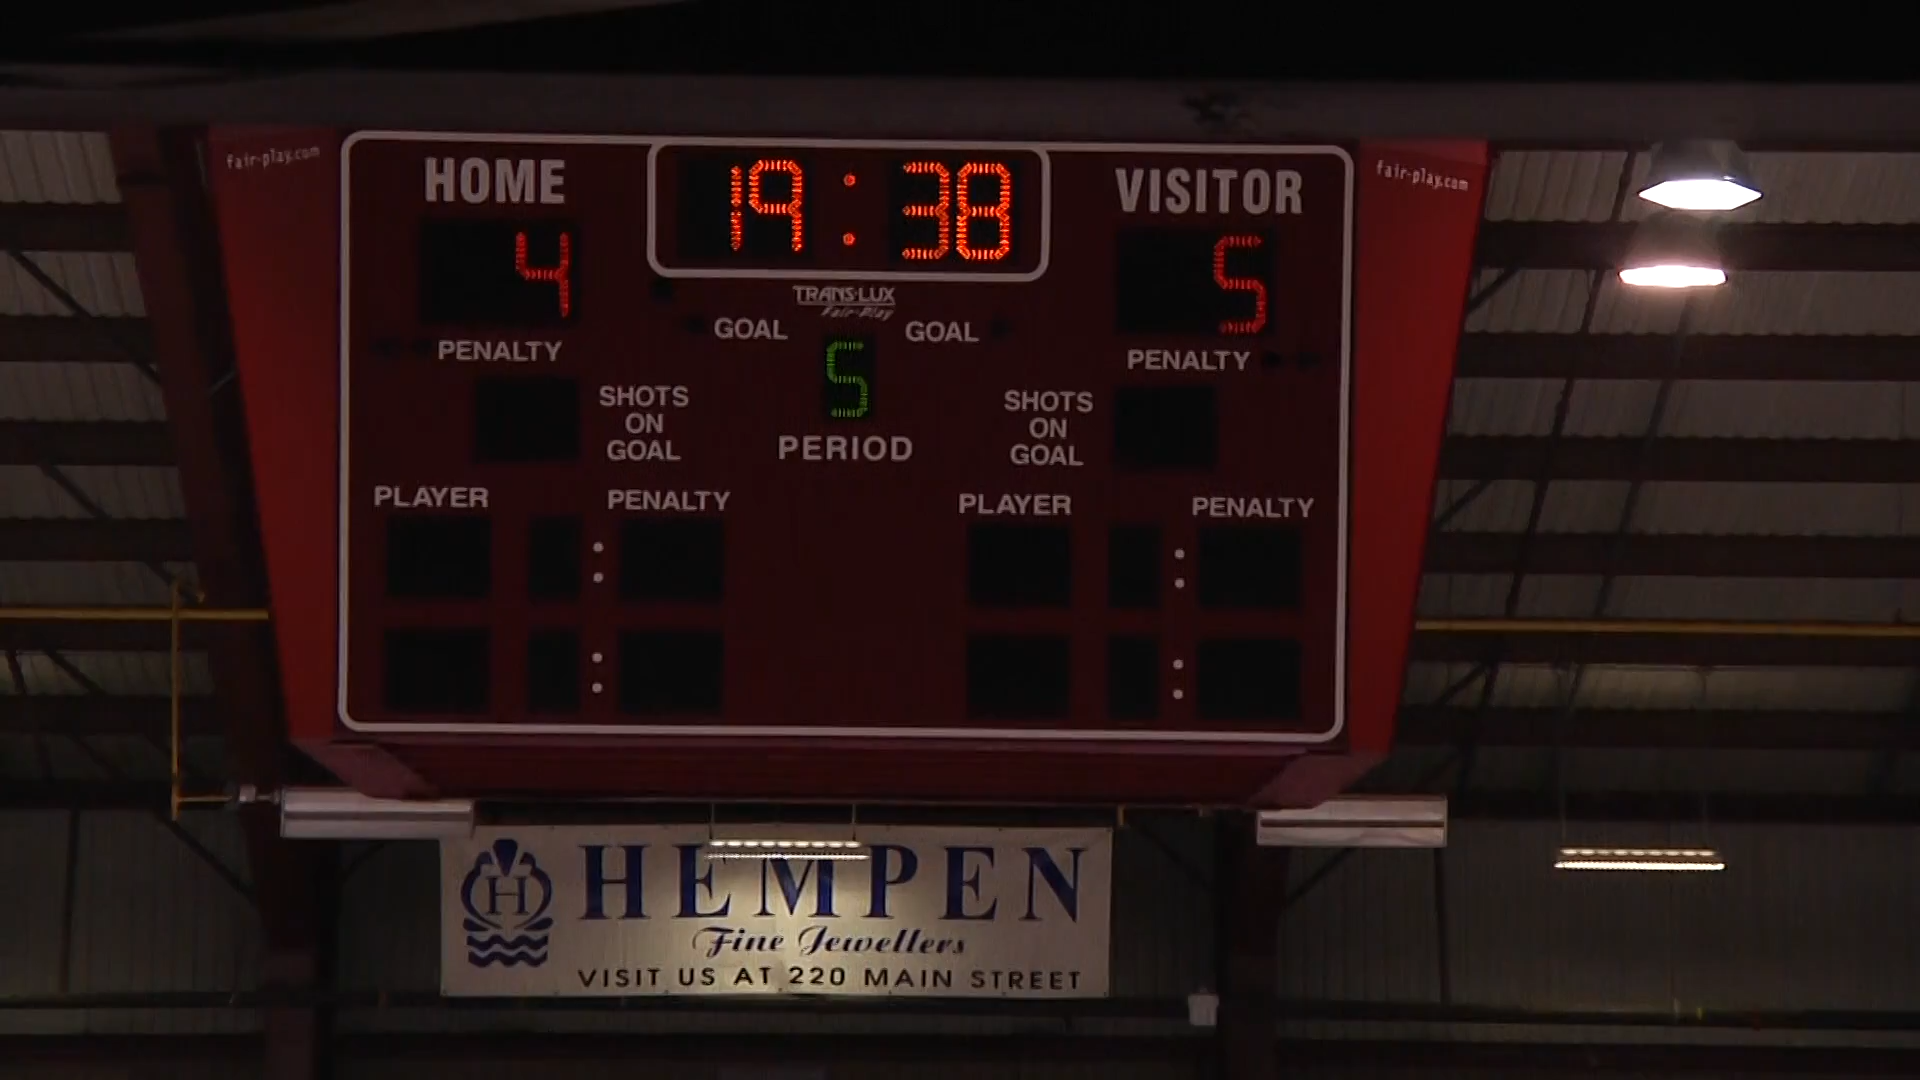 fair-play.com
HOME
19:38
VISITOR
fair-play.com
4
5
TRANS-LUX
Fair-Play
GOAL
GOAL
PENALTY
5
PENALTY
SHOTS
ON
GOAL
PERIOD
SHOTS
ON
GOAL
PLAYER
PENALTY
PLAYER
PENALTY
:
:
:
:
H
HEMPEN
Fine Jewellers
VISIT US AT 220 MAIN STREET